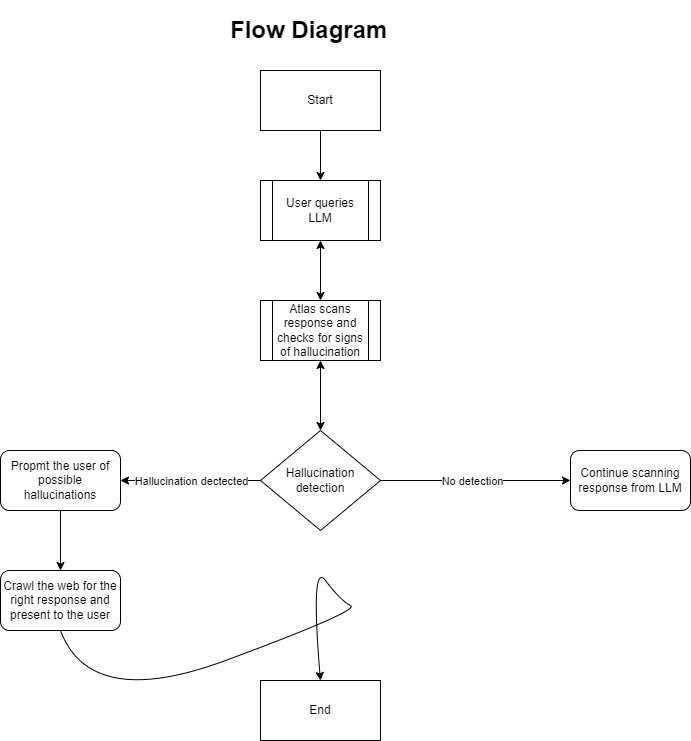 Flow Diagram
Start
User queries
LLM
Atlas scans
response and
checks for signs
of hallucination
Hallucination
detection
Hallucination dectected
No detection
Propmt the user of
possible
hallucinations
Continue scanning
response from LLM
Crawl the web for the
right response and
present to the user
End